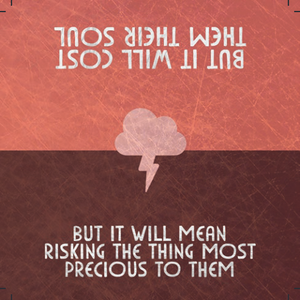 BUT IT WILL COST
THEM THEIR SOUL
BUT IT WILL MEAN
RISKING THE THING MOST
PRECIOUS TO THEM